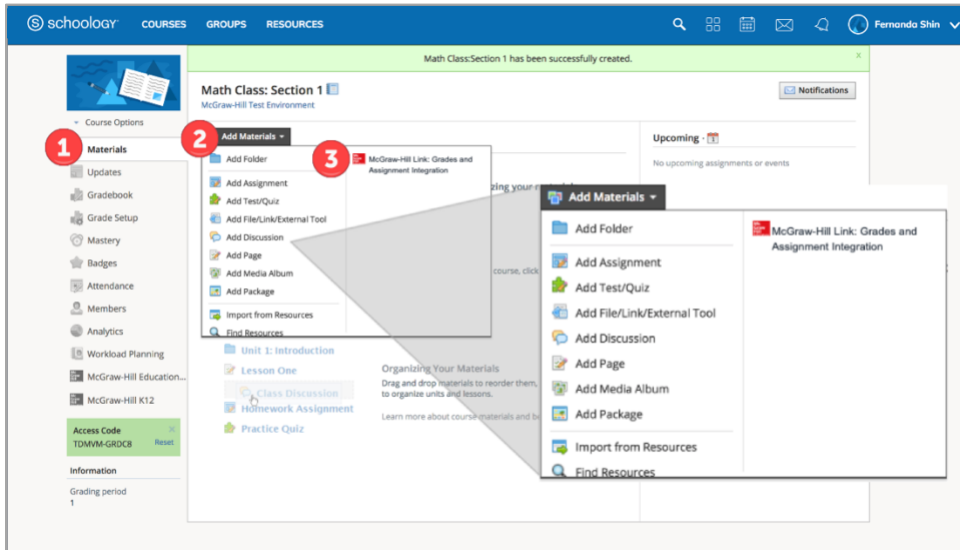 schoology COURSES GROUPS RESOURCES Fernanda Shin
Math Class:Section 1 has been successfully created. ×
Course Options
1 Materials
Updates
Gradebook
Grade Setup
Mastery
Badges
Attendance
Members
Analytics
Workload Planning
McGraw-Hill Education...
McGraw-Hill K12
Access Code ×
TDMVM-GRDC8 Reset
Information
Grading period
1
Math Class: Section 1
McGraw-Hill Test Environment
Notifications
2 Add Materials
Add Folder
Add Assignment
Add Test/Quiz
Add File/Link/External Tool
Add Discussion
Add Page
Add Media Album
Add Package
Import from Resources
Find Resources
3 McGraw-Hill Link: Grades and
Assignment Integration
zing your
course, click
Unit 1: Introduction
Lesson One
Class Discussion
Homework Assignment
Practice Quiz
Organizing Your Materials
Drag and drop materials to reorder them,
to organize units and lessons.
Learn more about course materials and
Upcoming ·
No upcoming assignments or events
Add Materials
Add Folder
Add Assignment
Add Test/Quiz
Add File/Link/External Tool
Add Discussion
Add Page
Add Media Album
Add Package
Import from Resources
Find Resources
McGraw-Hill Link: Grades and
Assignment Integration